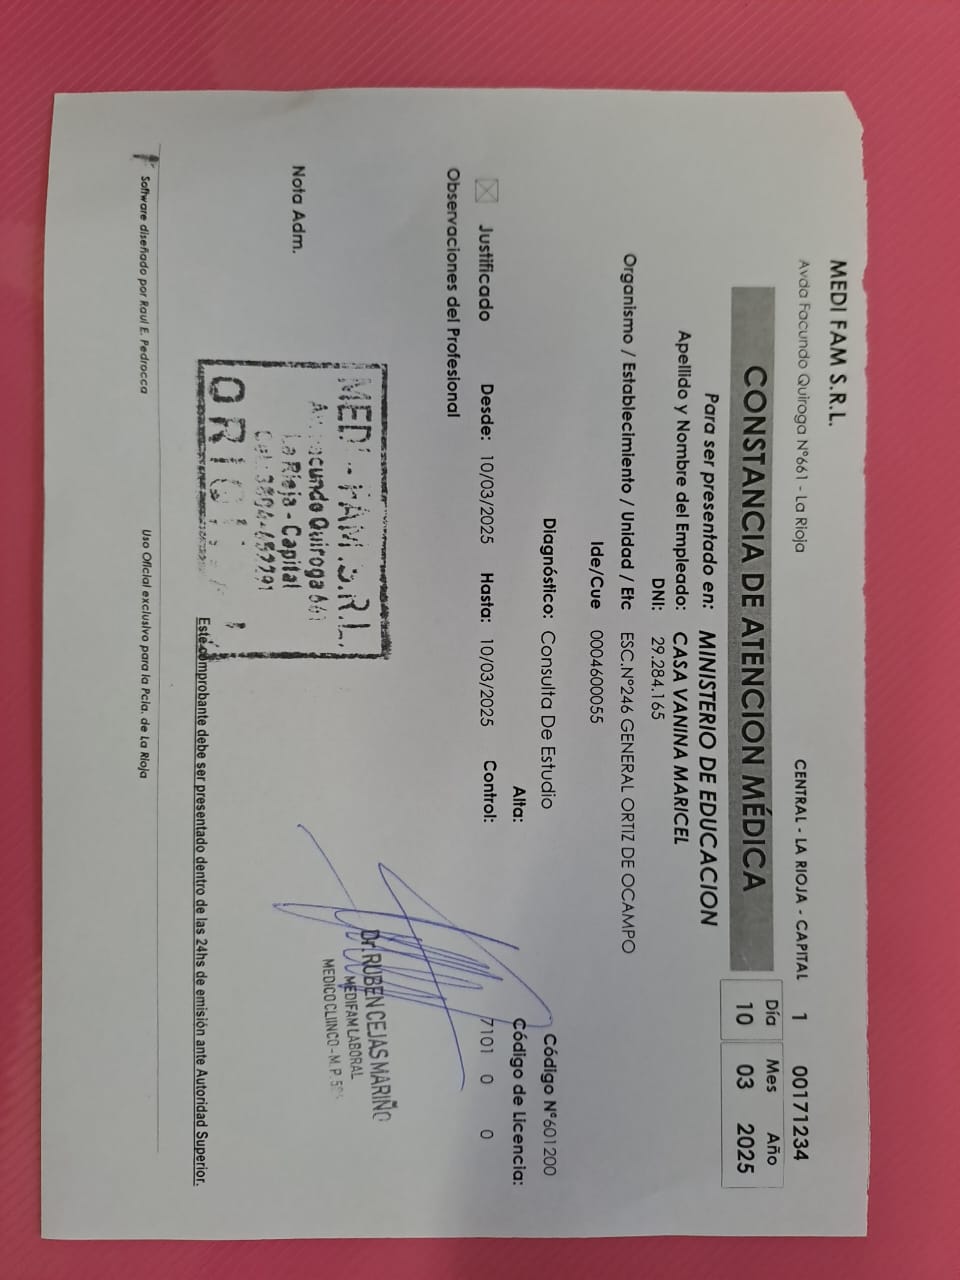 MEDI FAM S.R.L.
Avda Facundo Quiroga N°661 - La Rioja
CENTRAL - LA RIOJA - CAPITAL 1 00171234
CONSTANCIA DE ATENCION MÉDICA
Día Mes Año
10 03 2025
Para ser presentado en: MINISTERIO DE EDUCACION
Apellido y Nombre del Empleado: CASA VANINA MARICEL
DNI: 29.284.165
Organismo / Establecimiento / Unidad / Etc ESC.N°246 GENERAL ORTIZ DE OCAMPO
Ide/Cue 0004600055
Diagnóstico: Consulta De Estudio Código N°601200
Alta: Código de Licencia:
Justificado Desde: 10/03/2025 Hasta: 10/03/2025 Control: 7101 0 0
Observaciones del Profesional
MEDI - FAM S.R.L.
Facundo Quiroga 661
La Rioja - Capital
Dr. RUBEN CEJAS MARIÑO
MEDIFAM LABORAL
MEDICO CLIINCO - M.P.
Nota Adm.
Este comprobante debe ser presentado dentro de las 24hs de emisión ante Autoridad Superior.
Software diseñado por Raul E. Pedrocca
Uso Oficial exclusivo para la Pcia. de La Rioja